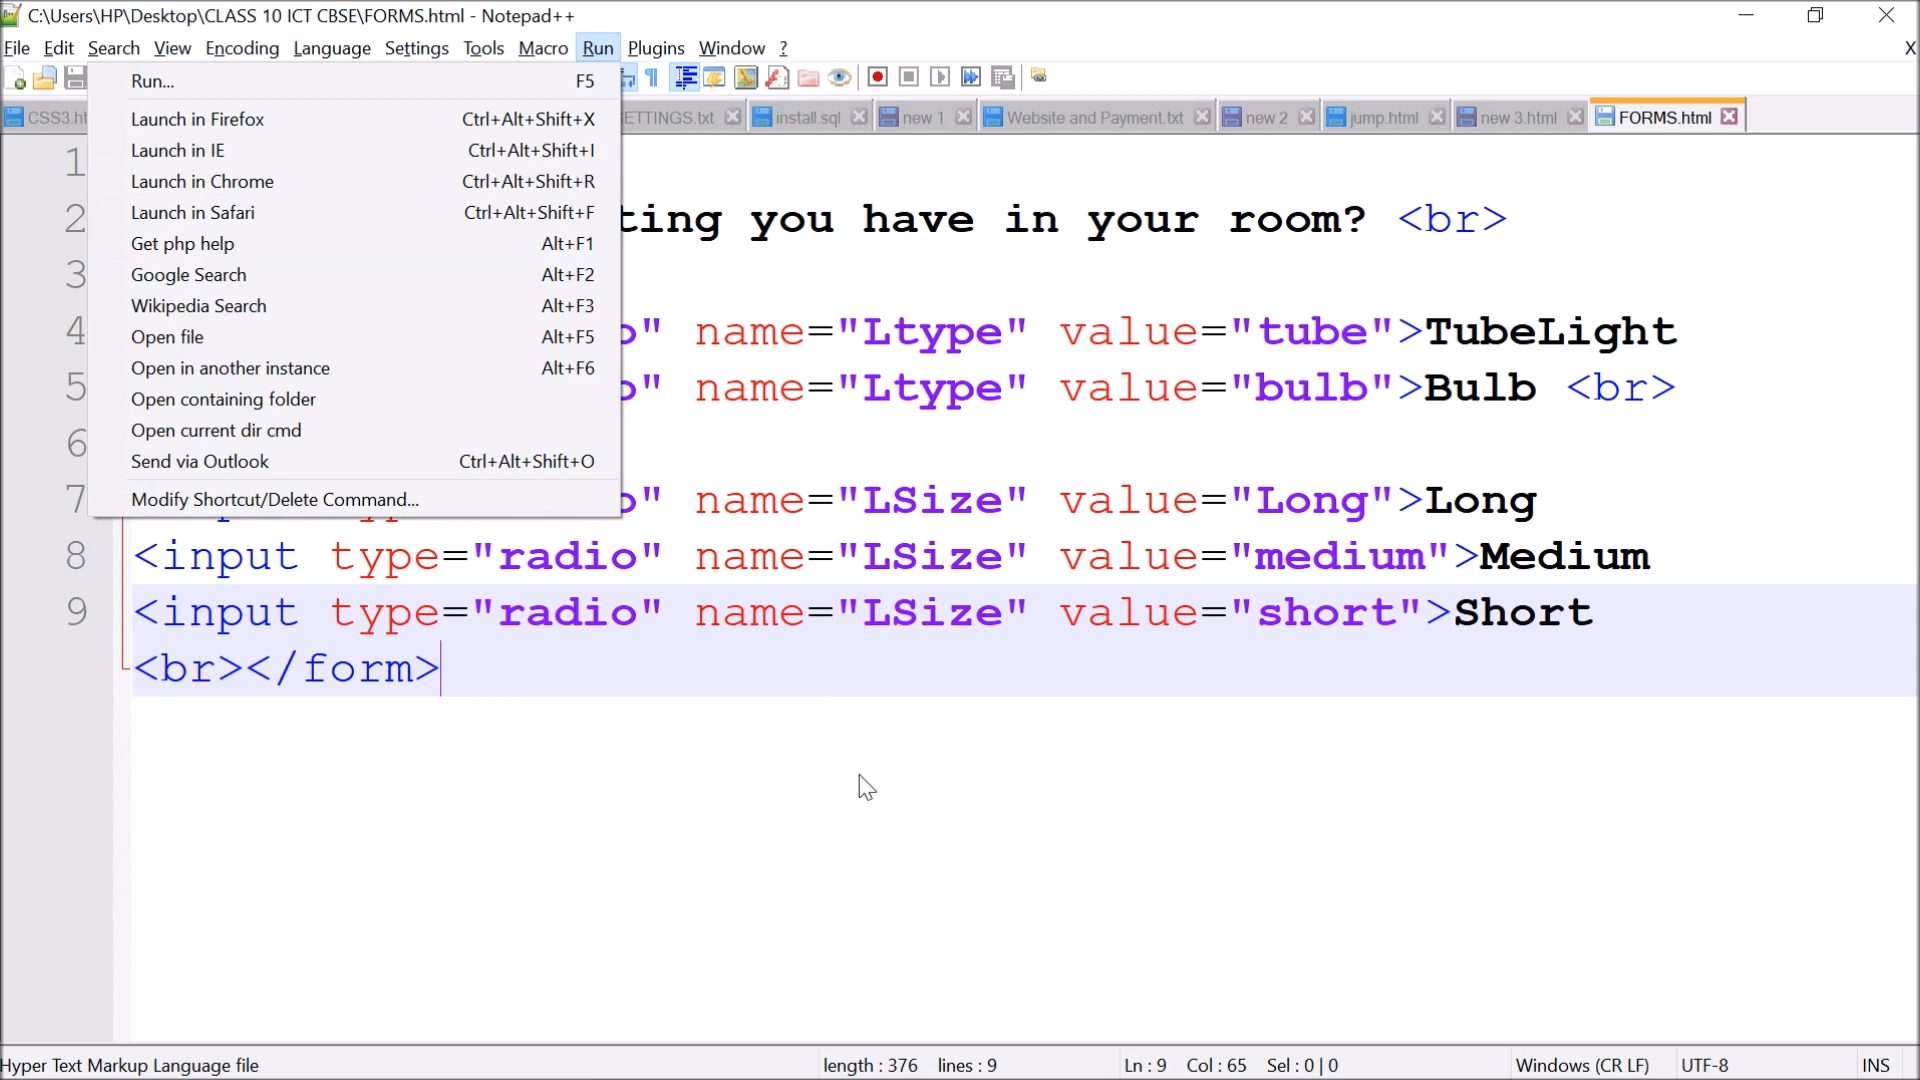 C:\Users\HP\Desktop\CLASS 10 ICT CBSE\FORMS.html - Notepad++
File Edit Search View Encoding Language Settings Tools Macro Run Plugins Window ? X
Run... F5
CSS3.ht ETTINGS.txt install.sql new 1 Website and Payment.txt new 2 jump.html new 3.html FORMS.html
Launch in Firefox Ctrl+Alt+Shift+X
Launch in IE Ctrl+Alt+Shift+I
Launch in Chrome Ctrl+Alt+Shift+R
Launch in Safari Ctrl+Alt+Shift+F
Get php help Alt+F1
Google Search Alt+F2
Wikipedia Search Alt+F3
Open file Alt+F5
Open in another instance Alt+F6
Open containing folder
Open current dir cmd
Send via Outlook Ctrl+Alt+Shift+O
Modify Shortcut/Delete Command...
1
2 ting you have in your room? <br>
3
4 o" name="Ltype" value="tube">TubeLight
5 o" name="Ltype" value="bulb">Bulb <br>
6
7 o" name="LSize" value="Long">Long
8 <input type="radio" name="LSize" value="medium">Medium
9 <input type="radio" name="LSize" value="short">Short
<br></form>
Hyper Text Markup Language file length : 376 lines : 9 Ln : 9 Col : 65 Sel : 0 | 0 Windows (CR LF) UTF-8 INS